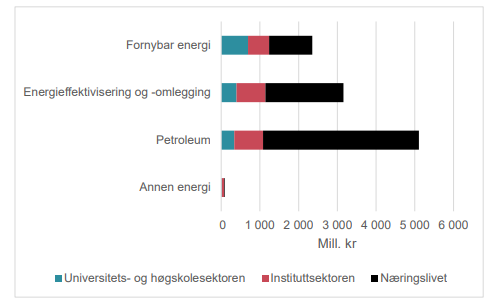 Fornybar energi
Energieffektivisering og -omlegging
Petroleum
Annen energi
0 1 000 2 000 3 000 4 000 5 000 6 000
Mill. kr
Universitets- og høgskolesektoren Instituttsektoren Næringslivet